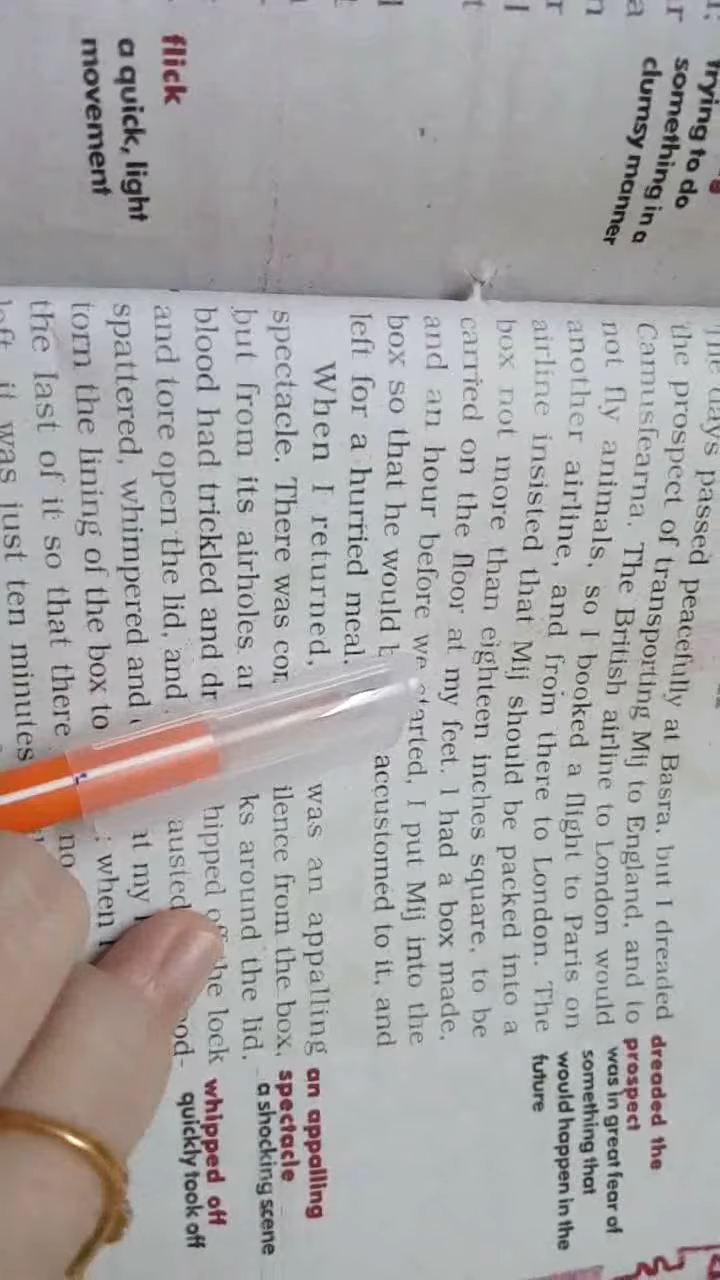 trying to do
something in a
clumsy manner
flick
a quick, light
movement
days passed peacefully at Basra, but I dreaded
the prospect of transporting Mij to England, and to
Camusfearna. The British airline to London would
not fly animals, so I booked a flight to Paris on
another airline, and from there to London. The
airline insisted that Mij should be packed into a
box not more than eighteen inches square, to be
carried on the floor at my feet. I had a box made,
and an hour before we started, I put Mij into the
box so that he would accustomed to it, and
left for a hurried meal.
When I returned, was an appalling
spectacle. There was ilence from the box,
but from its airholes ks around the lid,
blood had trickled and hipped off the lock
and tore open the lid, and austed
spattered, whimpered and at my
torn the lining of the box to ; when
the last of it so that there no
left, it was just ten minutes
dreaded the
prospect
was in great fear of
something that
would happen in the
future
an appalling
spectacle
a shocking scene
whipped off
quickly took off